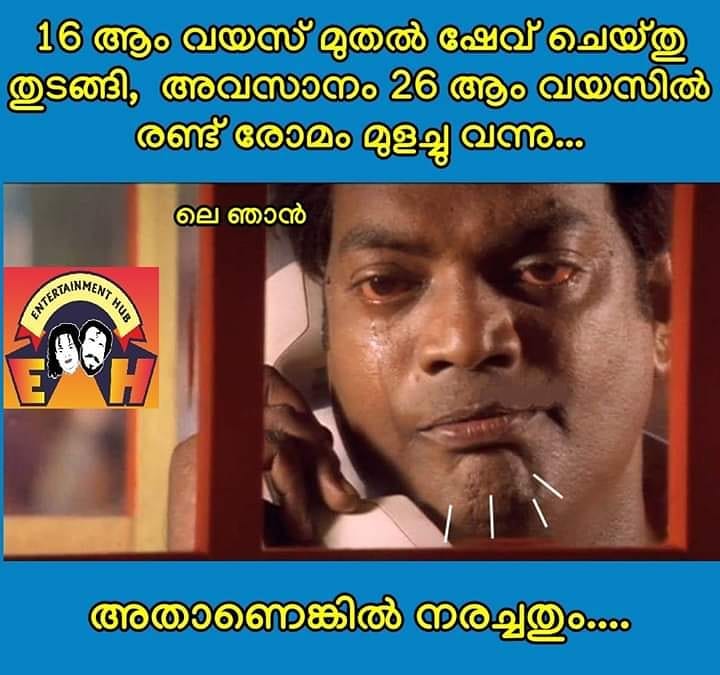 16 ആം വയസ് മുതൽ ഷേവ് ചെയ്തു
തുടങ്ങി, അവസാനം 26 ആം വയസിൽ
രണ്ട് രോമം മുളച്ചു വന്നു...
ലെ ഞാൻ
ENTERTAINMENT HUB
E H
അതാണെങ്കിൽ നരച്ചതും....